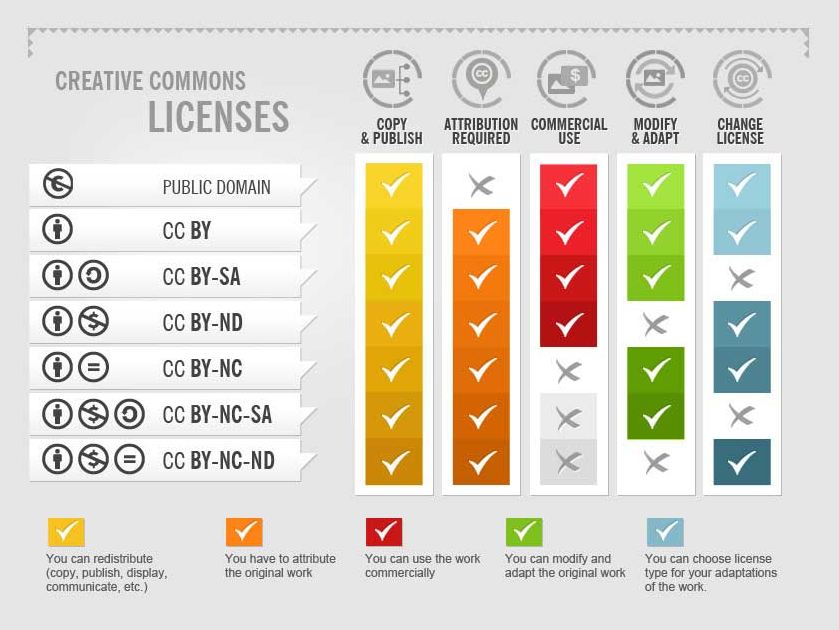 CREATIVE COMMONS
LICENSES
COPY
& PUBLISH
ATTRIBUTION
REQUIRED
COMMERCIAL
USE
MODIFY
& ADAPT
CHANGE
LICENSE
PUBLIC DOMAIN
CC BY
CC BY-SA
CC BY-ND
CC BY-NC
CC BY-NC-SA
CC BY-NC-ND
You can redistribute
(copy, publish, display,
communicate, etc.)
You have to attribute
the original work
You can use the work
commercially
You can modify and
adapt the original work
You can choose license
type for your adaptations
of the work.